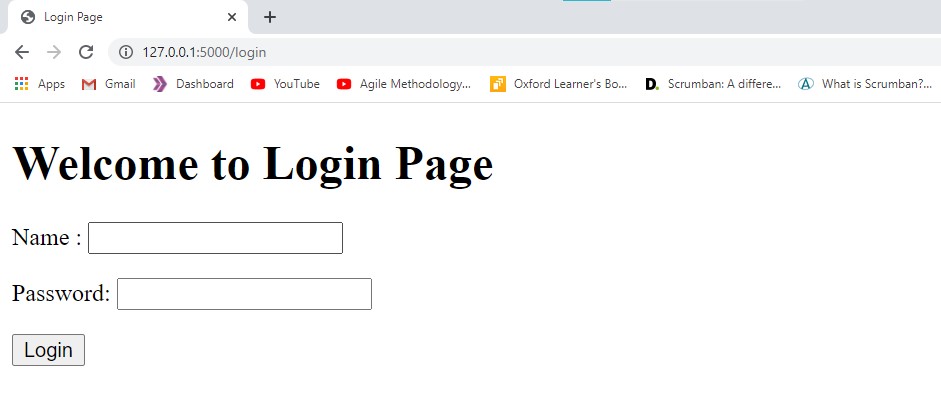 Login Page
127.0.0.1:5000/login
Apps Gmail Dashboard YouTube Agile Methodology... Oxford Learner's Bo... D. Scrumban: A differe... What is Scrumban?...
Welcome to Login Page
Name :
Password:
Login